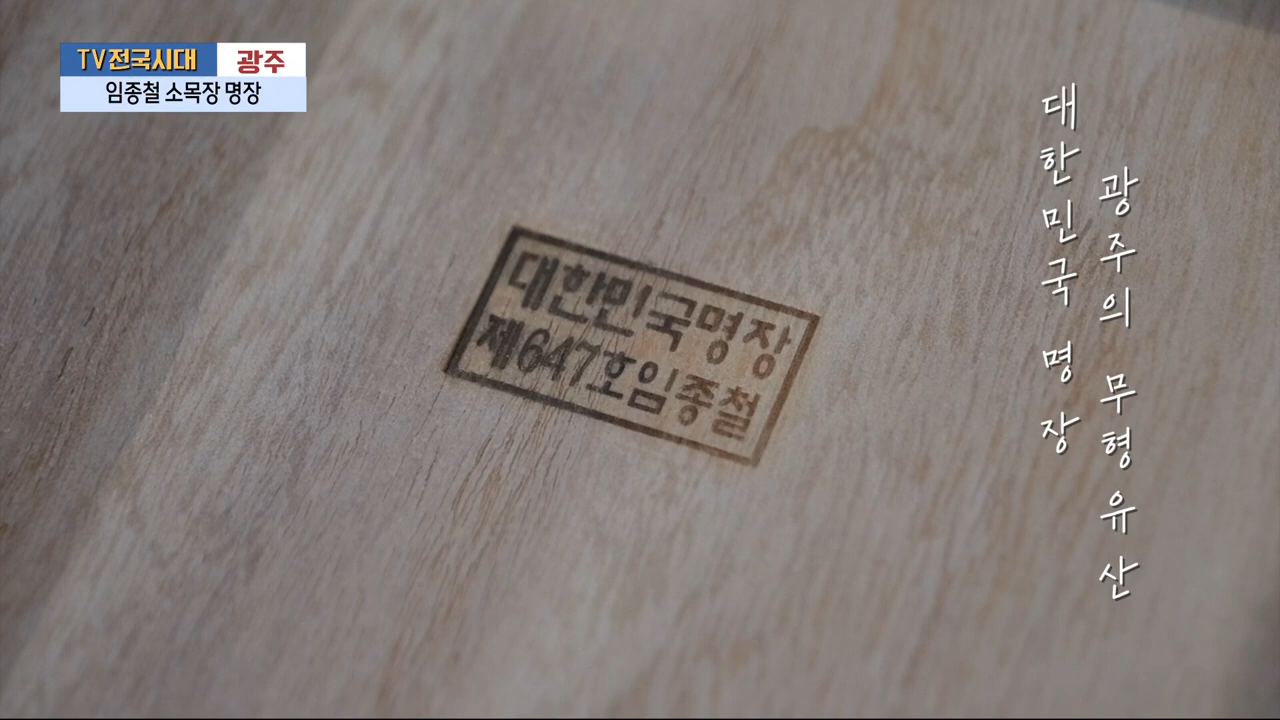 TV전국시대 광주
임종철 소목장 명장
대한민국명장
제647호임종철
광주의 무형유산
대한민국 명장